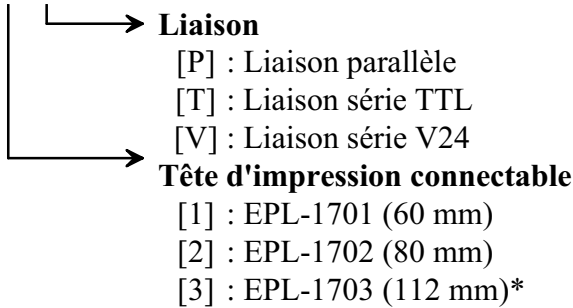 Liaison
[P] : Liaison parallèle
[T] : Liaison série TTL
[V] : Liaison série V24
Tête d'impression connectable
[1] : EPL-1701 (60 mm)
[2] : EPL-1702 (80 mm)
[3] : EPL-1703 (112 mm)*